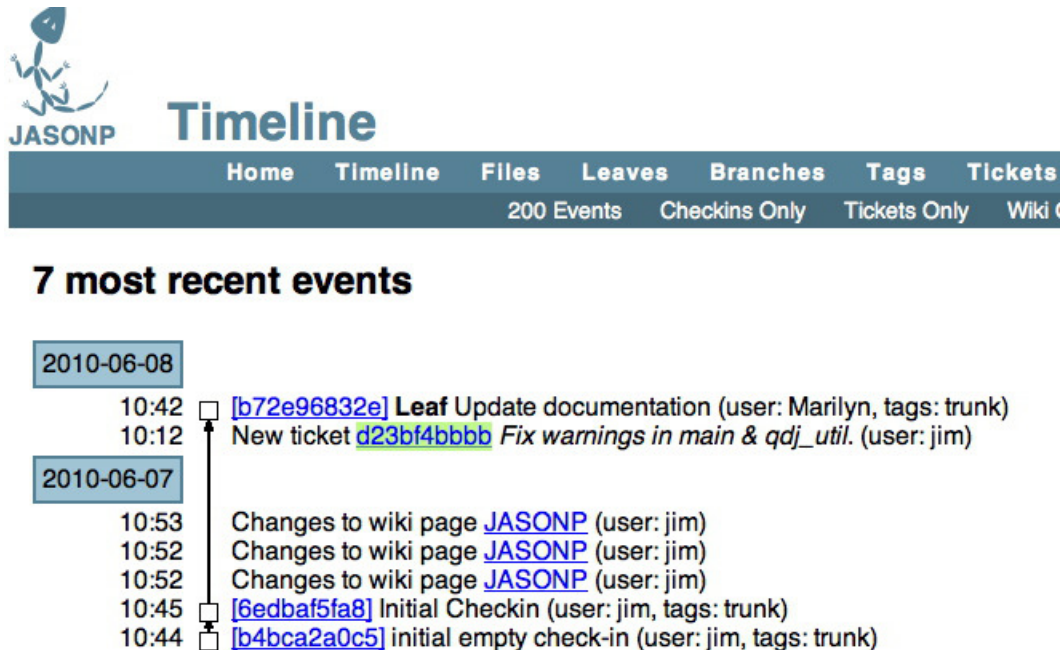 JASONP
Timeline
Home Timeline Files Leaves Branches Tags Tickets
200 Events Checkins Only Tickets Only Wiki
7 most recent events
2010-06-08
10:42 [b72e96832e] Leaf Update documentation (user: Marilyn, tags: trunk)
10:12 New ticket d23bf4bbbb Fix warnings in main & qdj_util. (user: jim)
2010-06-07
10:53 Changes to wiki page JASONP (user: jim)
10:52 Changes to wiki page JASONP (user: jim)
10:52 Changes to wiki page JASONP (user: jim)
10:45 [6edbaf5fa8] Initial Checkin (user: jim, tags: trunk)
10:44 [b4bca2a0c5] initial empty check-in (user: jim, tags: trunk)